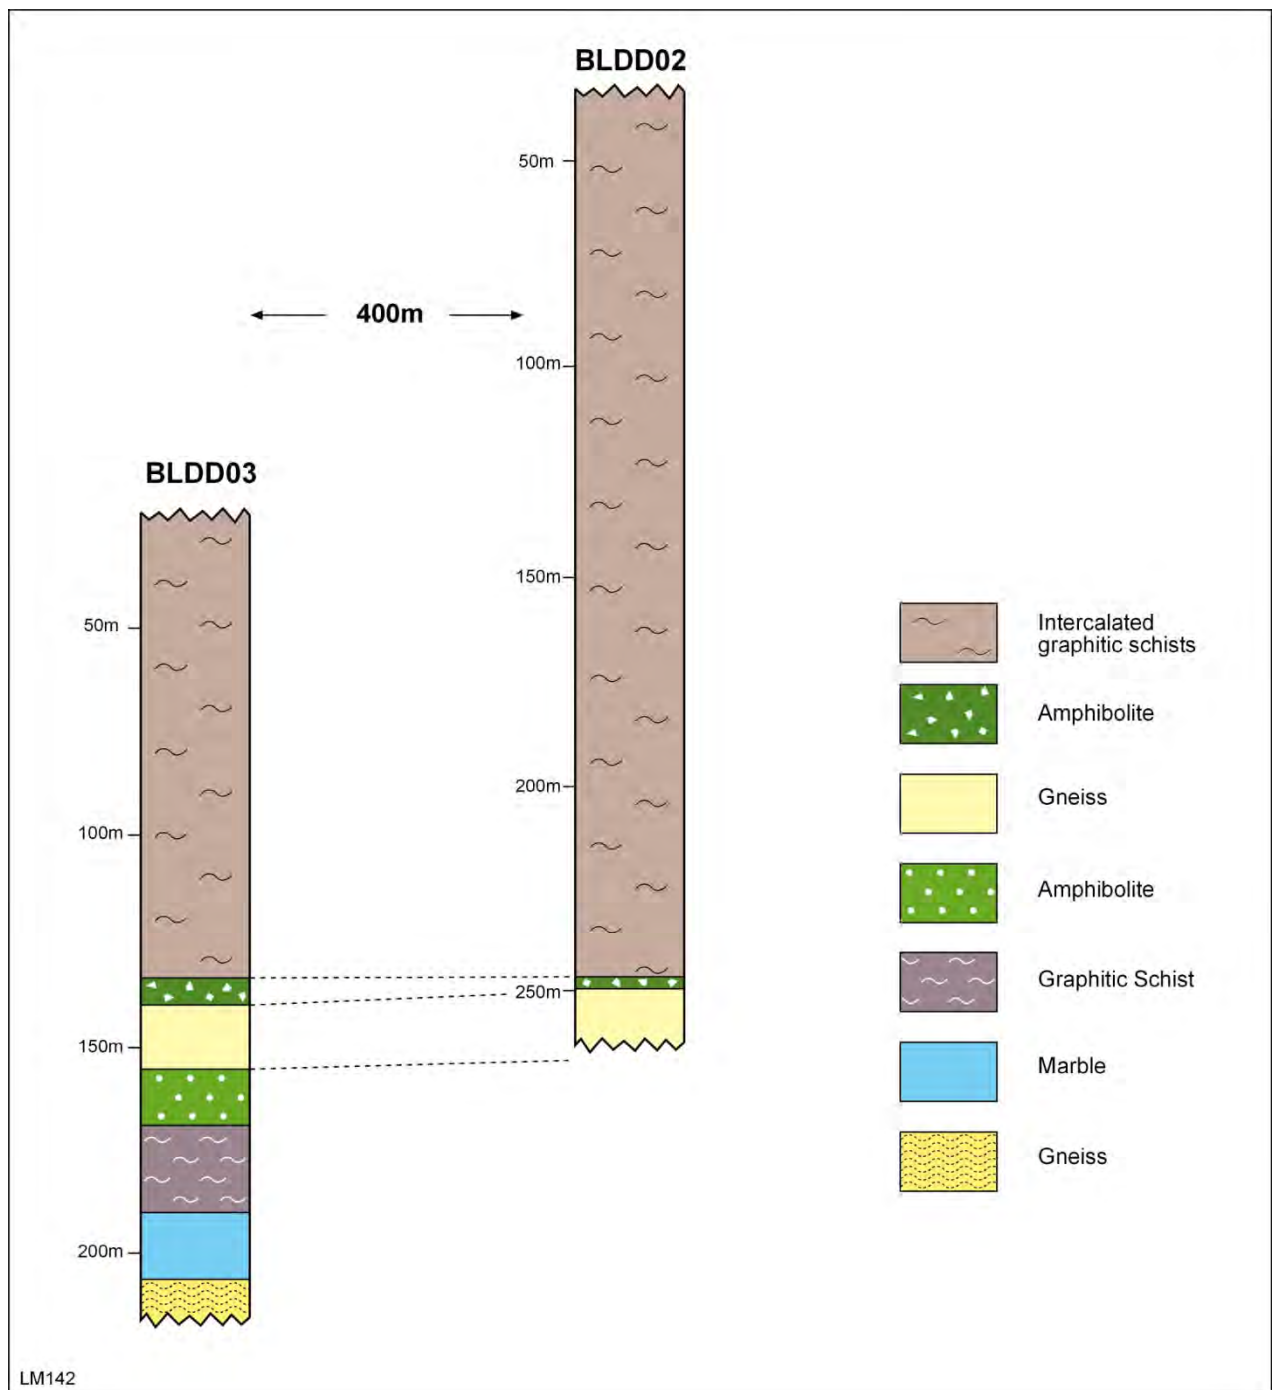 BLDD02
50m
100m
150m
200m
250m
400m
BLDD03
50m
100m
150m
200m
Intercalated
graphitic schists
Amphibolite
Gneiss
Amphibolite
Graphitic Schist
Marble
Gneiss
LM142